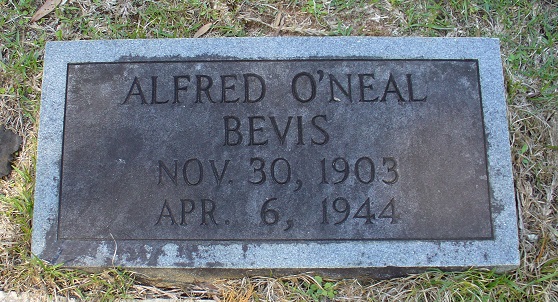 ALFRED O'NEAL
BEVIS
NOV. 30, 1903
APR. 6, 1944